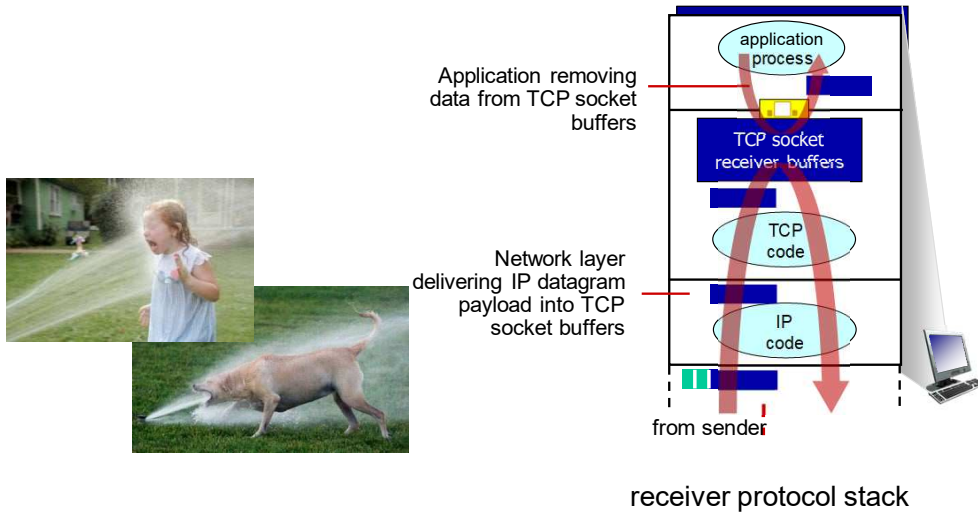 application
process
Application removing
data from TCP socket
buffers
TCP socket
receiver buffers
TCP
code
Network layer
delivering IP datagram
payload into TCP
socket buffers
IP
code
from sender
receiver protocol stack